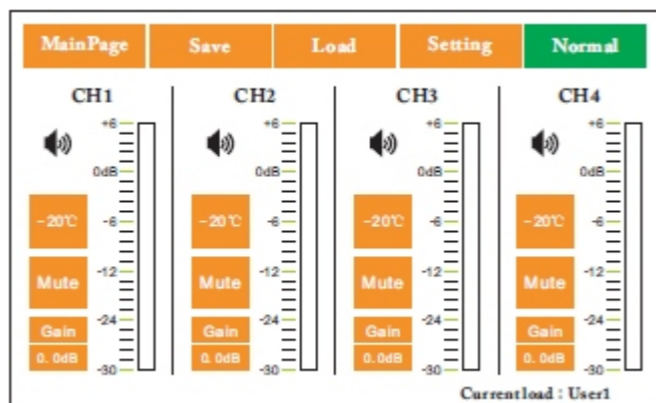 MainPage Save Load Setting Normal
CH1 CH2 CH3 CH4
+6 +6 +6 +6
0dB 0dB 0dB 0dB
-20℃ -6 -20℃ -6 -20℃ -6 -20℃ -6
-12 -12 -12 -12
Mute Mute Mute Mute
-24 -24 -24 -24
Gain Gain Gain Gain
0.0dB 0.0dB 0.0dB 0.0dB
-30 -30 -30 -30
Currentload : User1